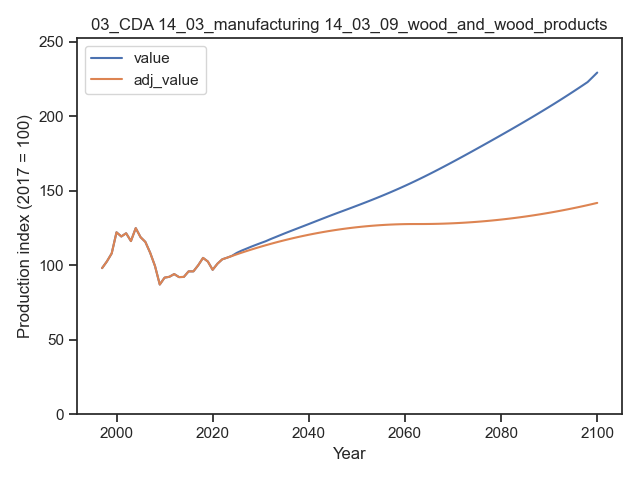 03_CDA 14_03_manufacturing 14_03_09_wood_and_wood_products
value
adj_value
Production index (2017 = 100)
250
200
150
100
50
0
2000 2020 2040 2060 2080 2100
Year